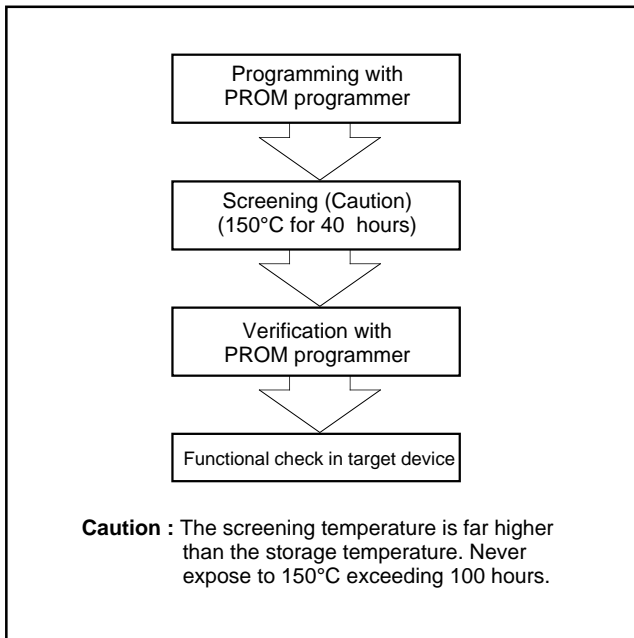 Programming with
PROM programmer
Screening (Caution)
(150°C for 40 hours)
Verification with
PROM programmer
Functional check in target device
Caution : The screening temperature is far higher
than the storage temperature. Never
expose to 150°C exceeding 100 hours.